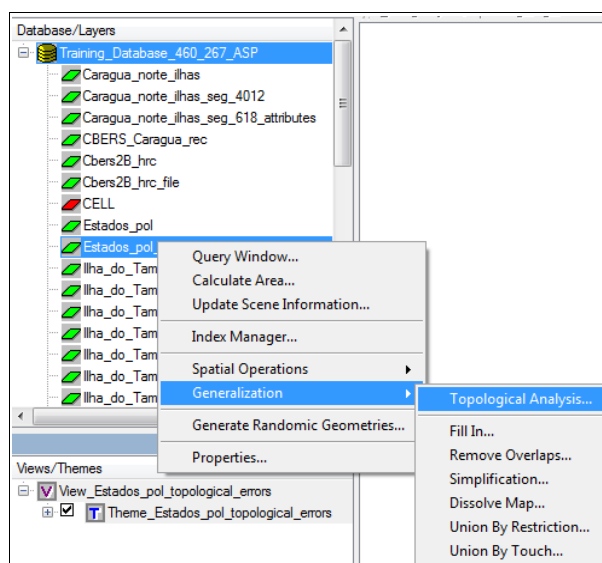 Database/Layers
Training_Database_460_267_ASP
Caragua_norte_ilhas
Caragua_norte_ilhas_seg_4012
Caragua_norte_ilhas_seg_618_attributes
CBERS_Caragua_rec
Cbers2B_hrc
Cbers2B_hrc_file
CELL
Estados_pol
Estados_pol_
Ilha_do_Tam
Ilha_do_Tam
Ilha_do_Tam
Ilha_do_Tam
Ilha_do_Tam
Ilha_do_Tam
Ilha_do_Tam
Query Window...
Calculate Area...
Update Scene Information...
Index Manager...
Spatial Operations
Generalization
Generate Randomic Geometries...
Properties...
Topological Analysis...
Fill In...
Remove Overlaps...
Simplification...
Dissolve Map...
Union By Restriction...
Union By Touch...
Views/Themes
V View_Estados_pol_topological_errors
T Theme_Estados_pol_topological_errors